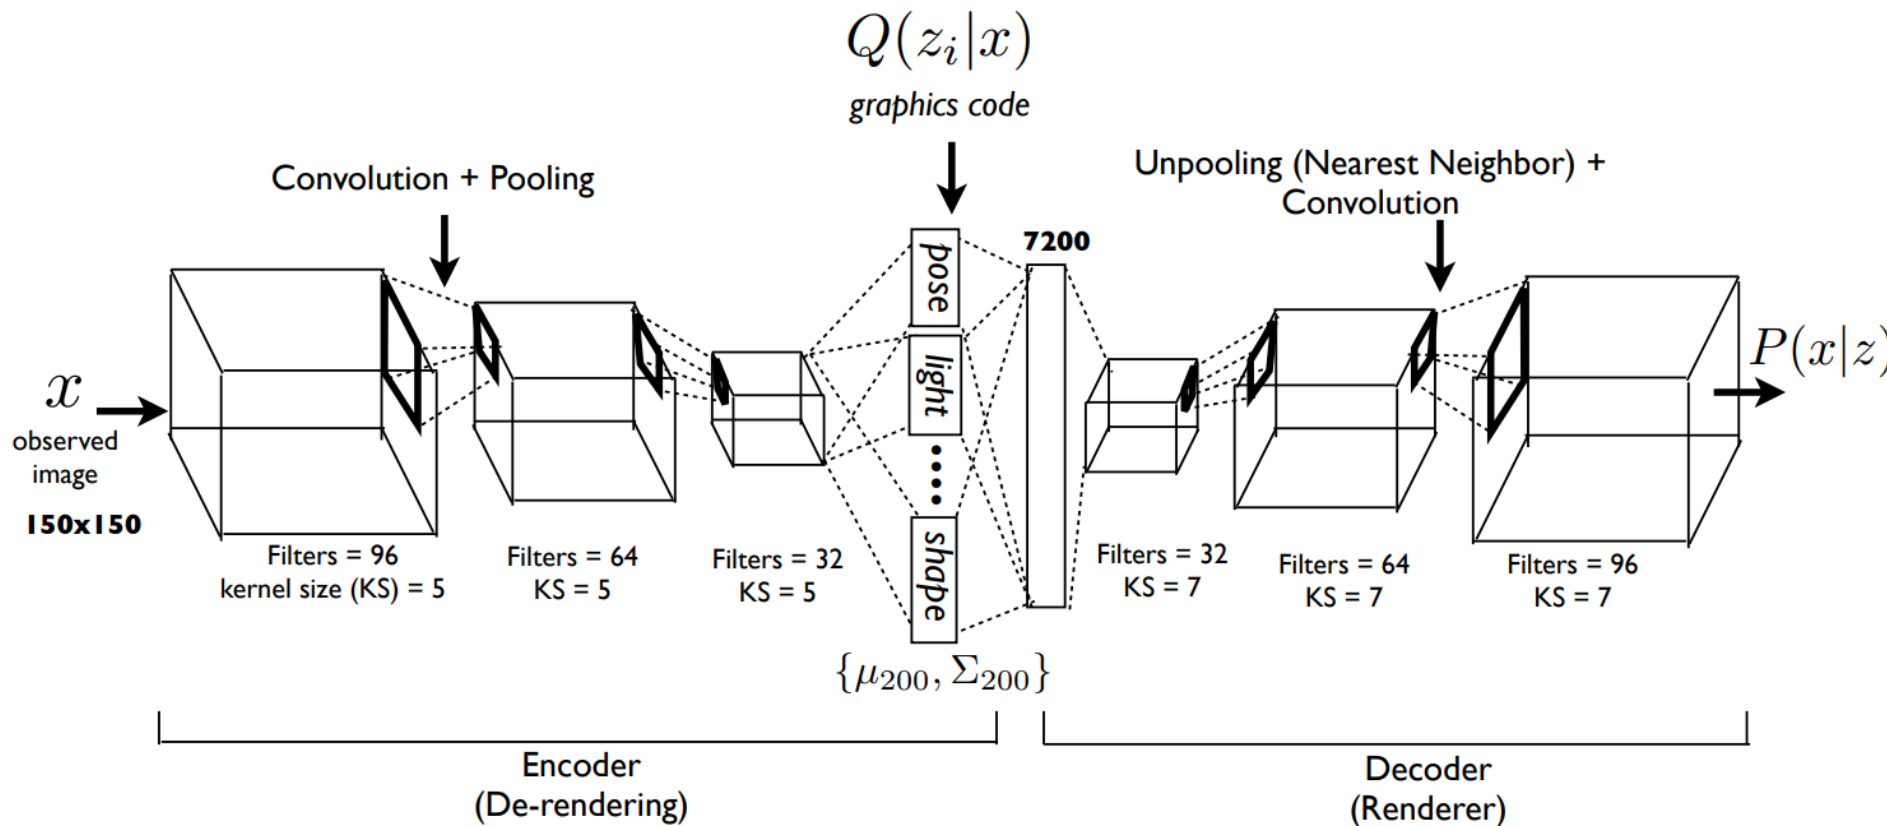 Q(z_i|x)
graphics code
Convolution + Pooling
Unpooling (Nearest Neighbor) +
Convolution
x
observed
image
150x150
pose
light
shape
{μ_200, Σ_200}
7200
P(x|z)
Filters = 96
kernel size (KS) = 5
Filters = 64
KS = 5
Filters = 32
KS = 5
Filters = 32
KS = 7
Filters = 64
KS = 7
Filters = 96
KS = 7
Encoder
(De-rendering)
Decoder
(Renderer)